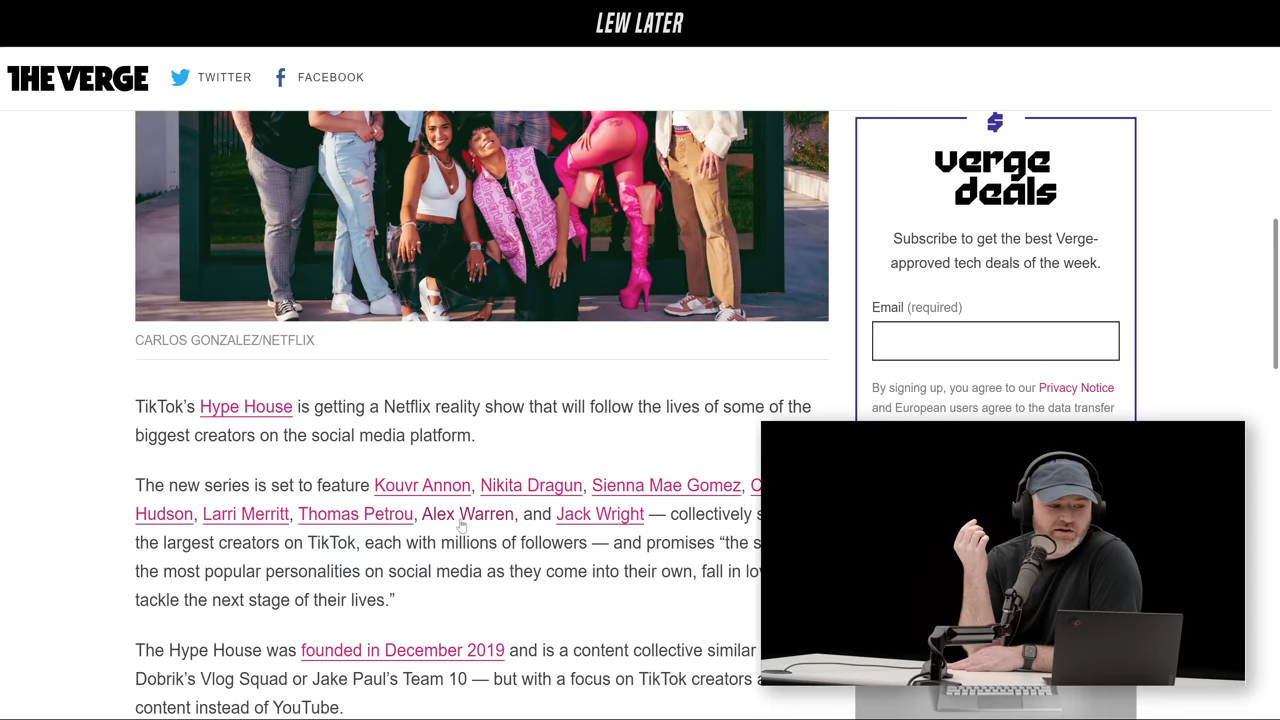 LEW LATER
THE VERGE
TWITTER
FACEBOOK
CARLOS GONZALEZ/NETFLIX
TikTok’s Hype House is getting a Netflix reality show that will follow the lives of some of the
biggest creators on the social media platform.
The new series is set to feature Kouvr Annon, Nikita Dragun, Sienna Mae Gomez,
Hudson, Larri Merritt, Thomas Petrou, Alex Warren, and Jack Wright — collectively
the largest creators on TikTok, each with millions of followers — and promises “the
the most popular personalities on social media as they come into their own, fall in
tackle the next stage of their lives.”
The Hype House was founded in December 2019 and is a content collective similar
Dobrik’s Vlog Squad or Jake Paul’s Team 10 — but with a focus on TikTok creators
content instead of YouTube.
verge
deals
Subscribe to get the best Verge-
approved tech deals of the week.
Email (required)
By signing up, you agree to our Privacy Notice
and European users agree to the data transfer